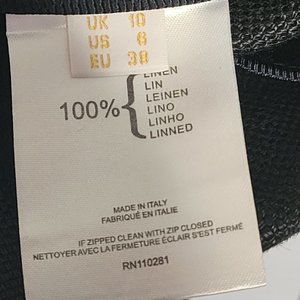 UK 10
US 6
EU 38
LINEN
LIN
LEINEN
100% LINO
LINHO
LINNED
MADE IN ITALY
FABRIQUÉ EN ITALIE
IF ZIPPED CLEAN WITH ZIP CLOSED
NETTOYER AVEC LA FERMETURE ÉCLAIR S'EST FERMÉ
RN110281